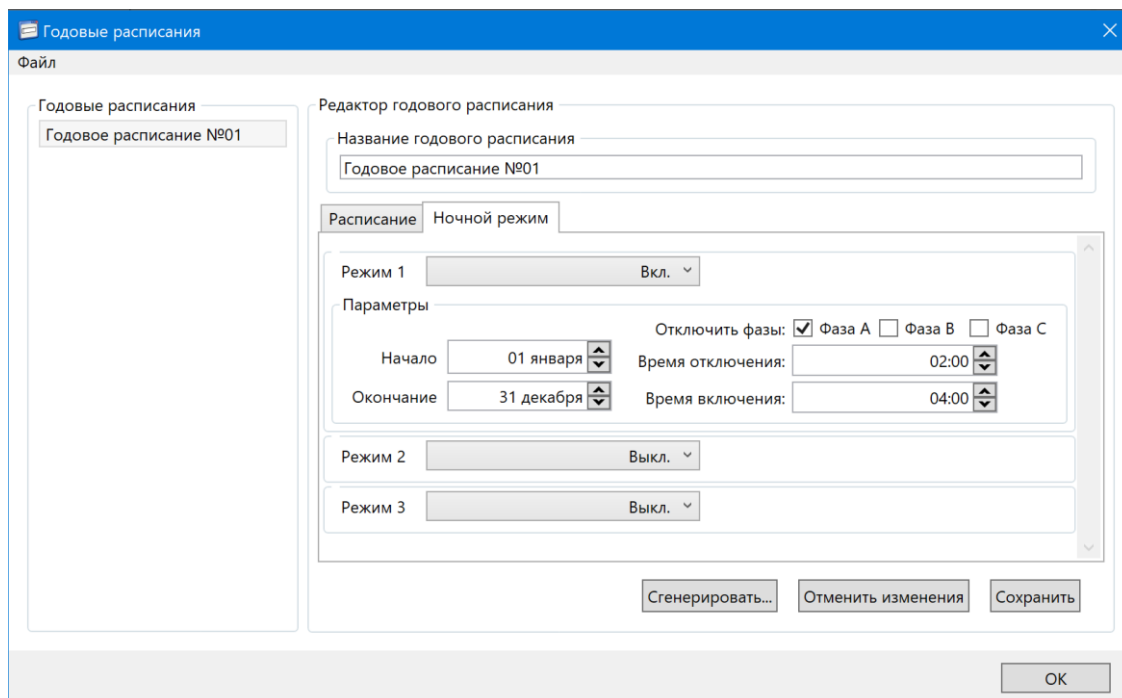 Годовые расписания
Файл
Годовые расписания
Годовое расписание №01
Редактор годового расписания
Название годового расписания
Годовое расписание №01
Расписание Ночной режим
Режим 1 Вкл.
Параметры
Отключить фазы: Фаза А Фаза В Фаза С
Начало 01 января Время отключения: 02:00
Окончание 31 декабря Время включения: 04:00
Режим 2 Выкл.
Режим 3 Выкл.
Сгенерировать... Отменить изменения Сохранить
ОК